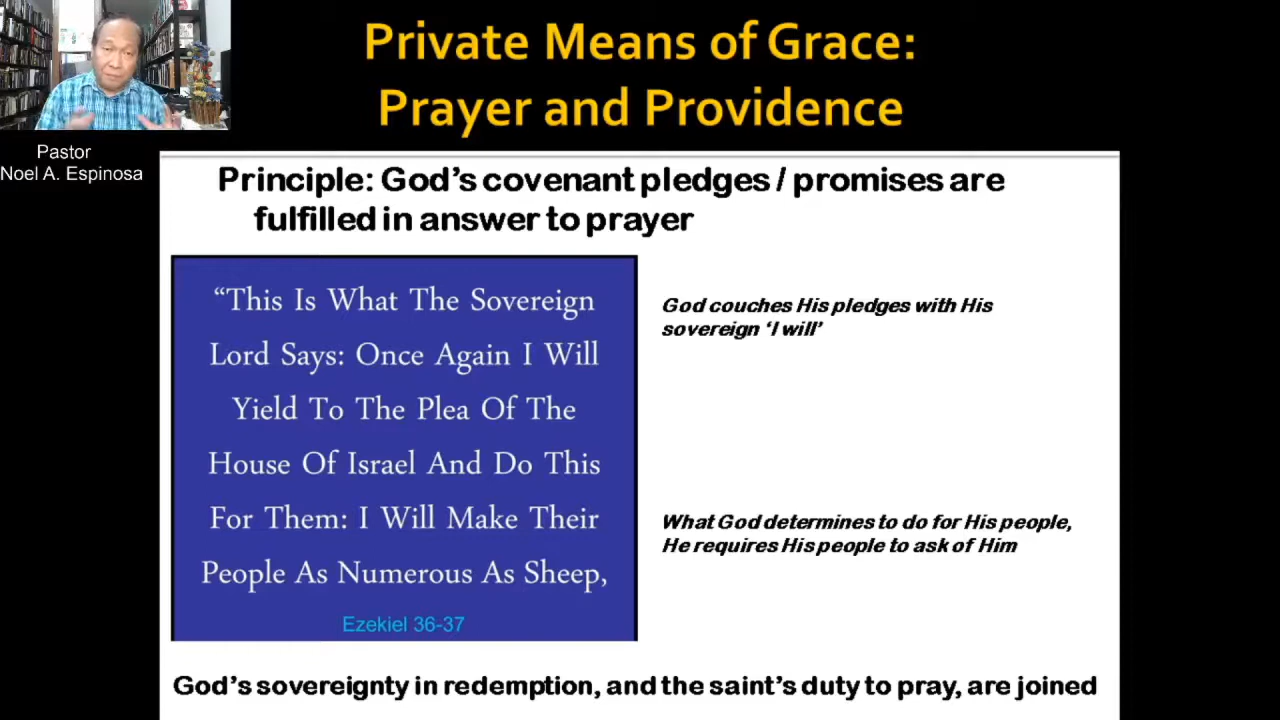 Private Means of Grace:
Prayer and Providence
Pastor
Noel A. Espinosa
Principle: God’s covenant pledges / promises are
fulfilled in answer to prayer
“This Is What The Sovereign
Lord Says: Once Again I Will
Yield To The Plea Of The
House Of Israel And Do This
For Them: I Will Make Their
People As Numerous As Sheep,
Ezekiel 36-37
God couches His pledges with His
sovereign ‘I will’
What God determines to do for His people,
He requires His people to ask of Him
God’s sovereignty in redemption, and the saint’s duty to pray, are joined